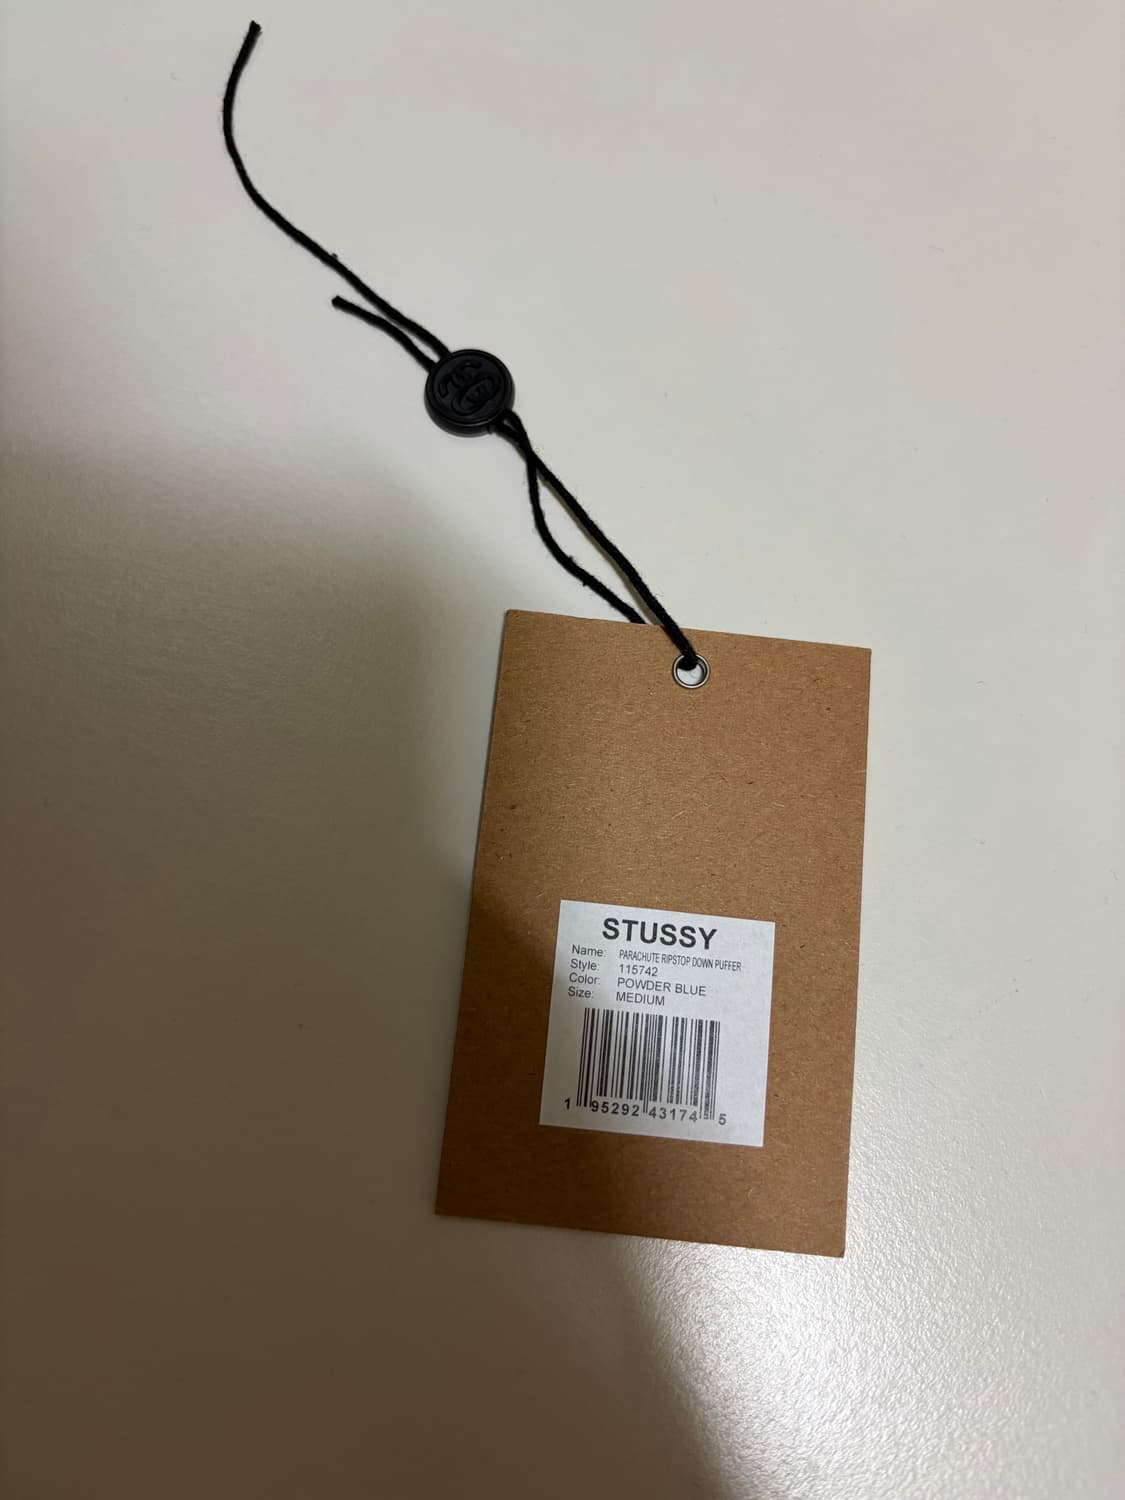 STUSSY
Name: PARACHUTE RIPSTOP DOWN PUFFER
Style: 115742
Color: POWDER BLUE
Size: MEDIUM
1 95292 43174 5